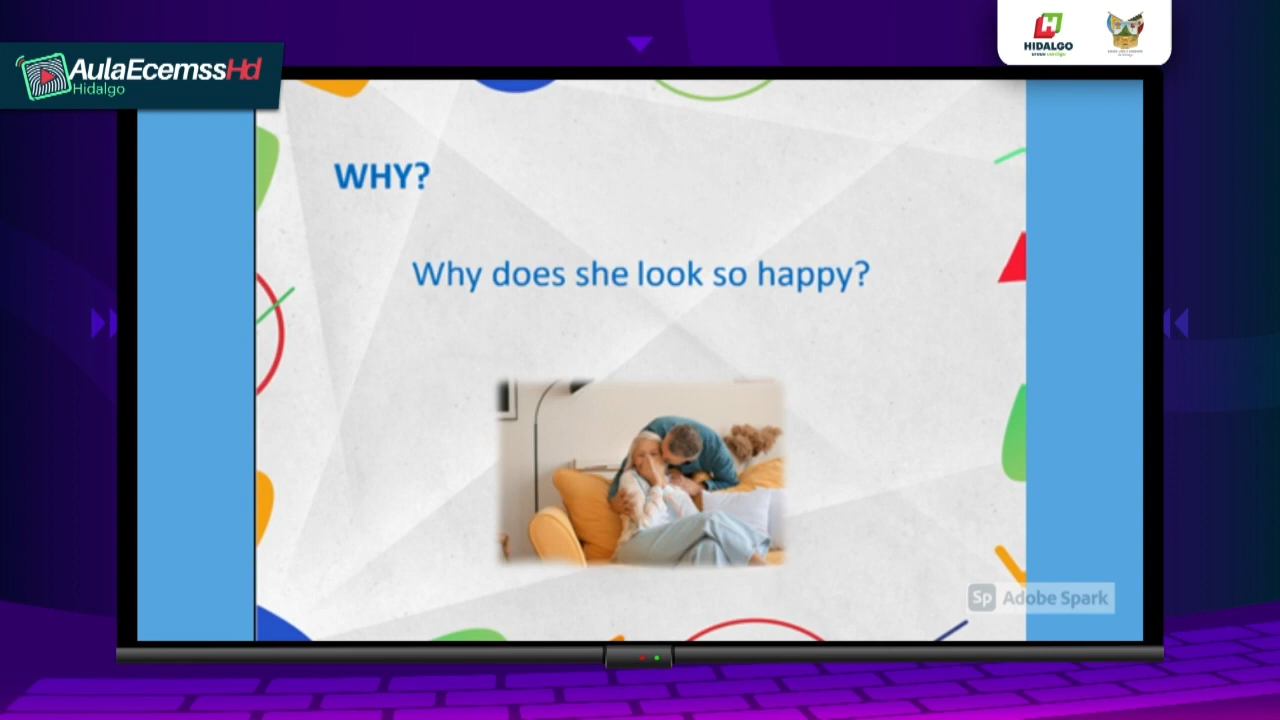 HIDALGO
AulaEcemssHd
Hidalgo
WHY?
Why does she look so happy?
Sp Adobe Spark